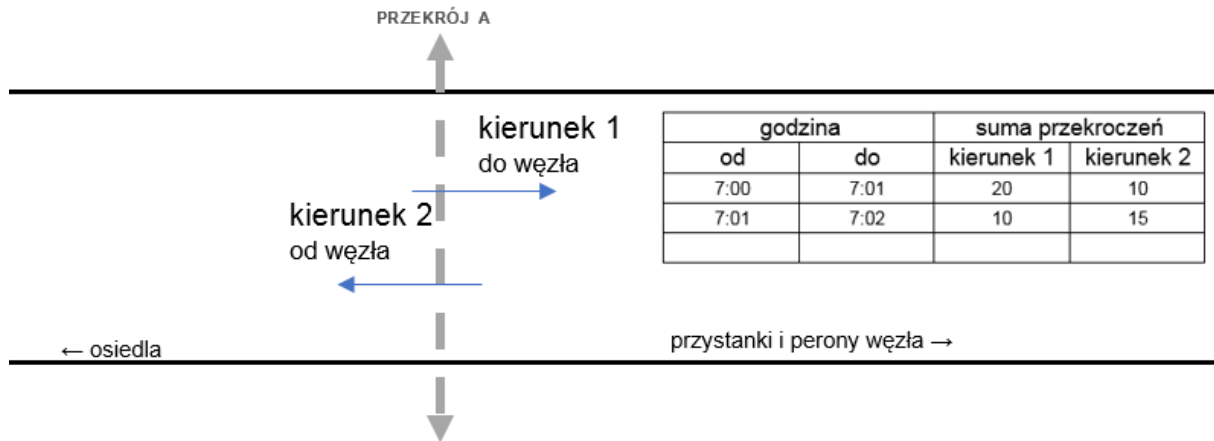 PRZEKRÓJ A
kierunek 1
do węzła
kierunek 2
od węzła
godzina suma przekroczeń
od do kierunek 1 kierunek 2
7:00 7:01 20 10
7:01 7:02 10 15
← osiedla
przystanki i perony węzła →